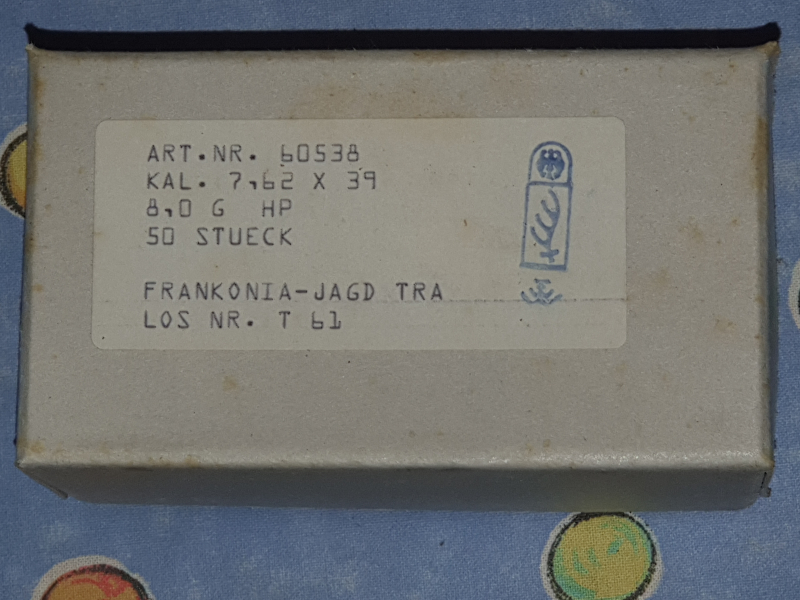 ART.NR. 60538
KAL. 7,62 X 39
8,0 G HP
50 STUECK
FRANKONIA-JAGD TRA
LOS NR. T 61